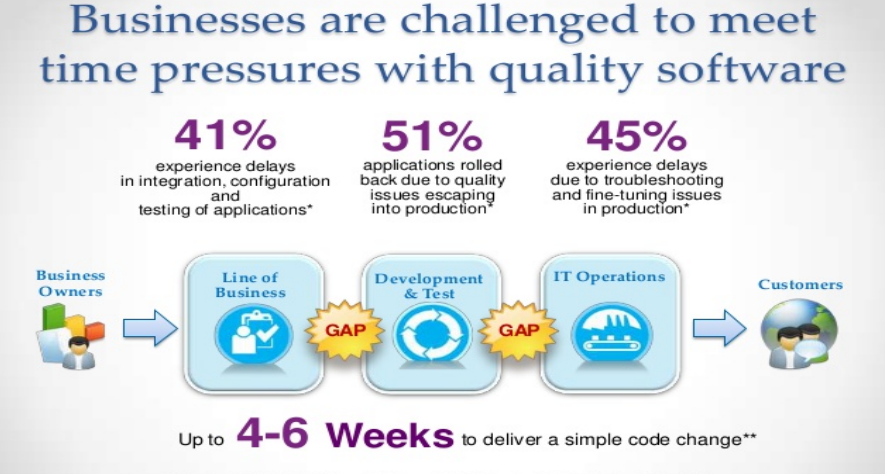 Businesses are challenged to meet
time pressures with quality software
41%
experience delays
in integration, configuration
and
testing of applications*
51%
applications rolled
back due to quality
issues escaping
into production*
45%
experience delays
due to troubleshooting
and fine-tuning issues
in production*
Business
Owners
Line of
Business
GAP
Development
& Test
GAP
IT Operations
Customers
Up to 4-6 Weeks to deliver a simple code change**